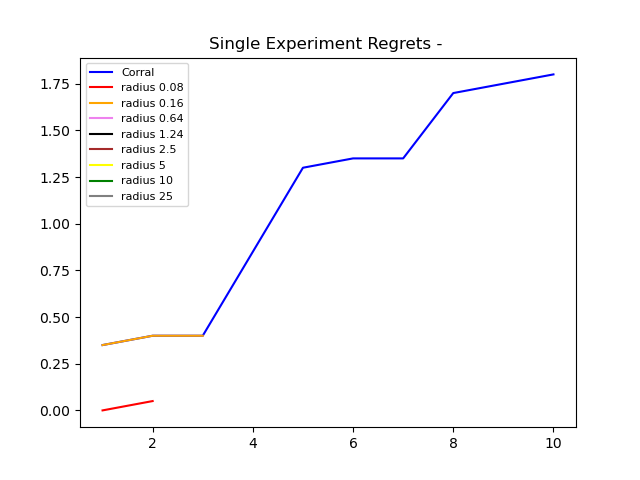 Single Experiment Regrets -
Corral
radius 0.08
radius 0.16
radius 0.64
radius 1.24
radius 2.5
radius 5
radius 10
radius 25
1.75
1.50
1.25
1.00
0.75
0.50
0.25
0.00
2 4 6 8 10